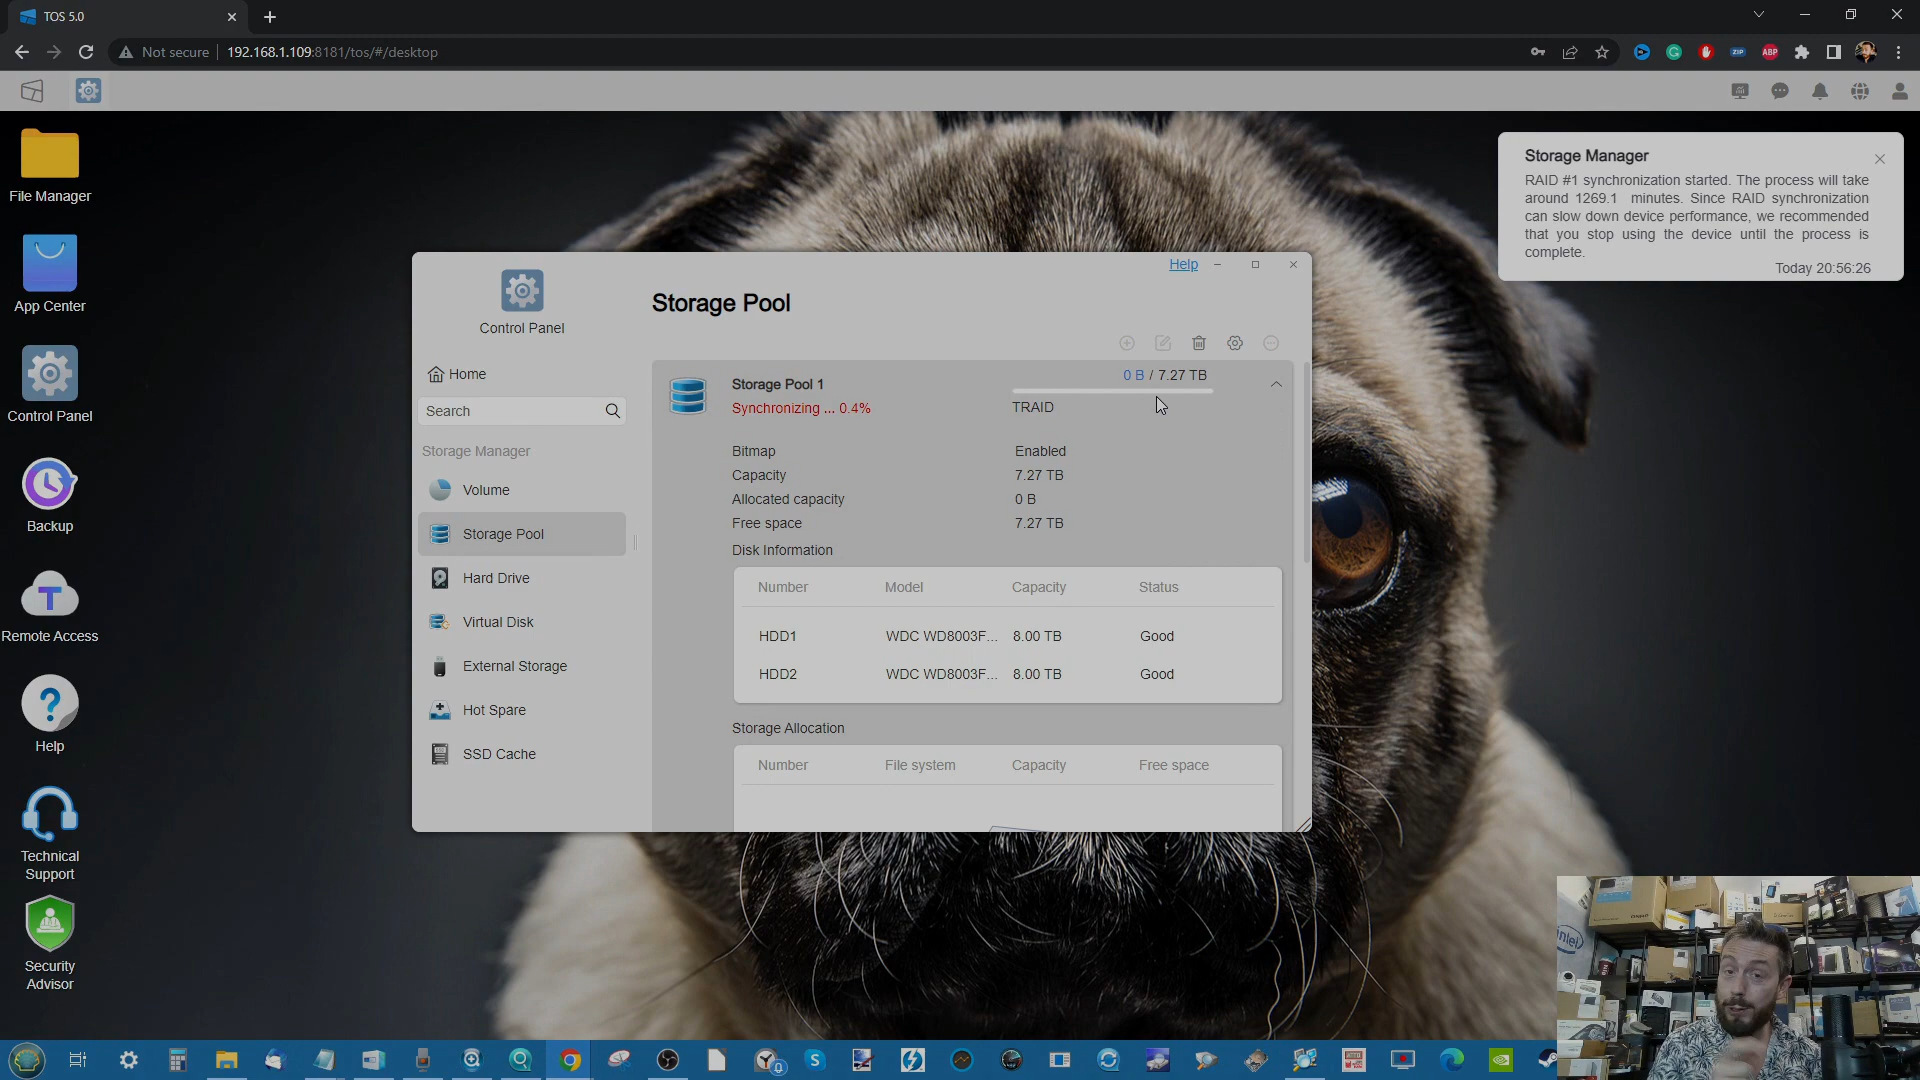 TOS 5.0
Not secure
192.168.1.109:8181/tos/#/desktop
ZIP
ABP
File Manager
App Center
Control Panel
Backup
T
Remote Access
?
Help
Technical
Support
Security
Advisor
Storage Manager
RAID #1 synchronization started. The process will take
around 1269.1 minutes. Since RAID synchronization
can slow down device performance, we recommended
that you stop using the device until the process is
complete.
Today 20:56:26
Help
Control Panel
Home
Search
Storage Manager
Volume
Storage Pool
Hard Drive
Virtual Disk
External Storage
Hot Spare
SSD Cache
Storage Pool
Storage Pool 1
0 B / 7.27 TB
Synchronizing ... 0.4%
TRAID
Bitmap Enabled
Capacity 7.27 TB
Allocated capacity 0 B
Free space 7.27 TB
Disk Information
Number Model Capacity Status
HDD1 WDC WD8003F... 8.00 TB Good
HDD2 WDC WD8003F... 8.00 TB Good
Storage Allocation
Number File system Capacity Free space
intel